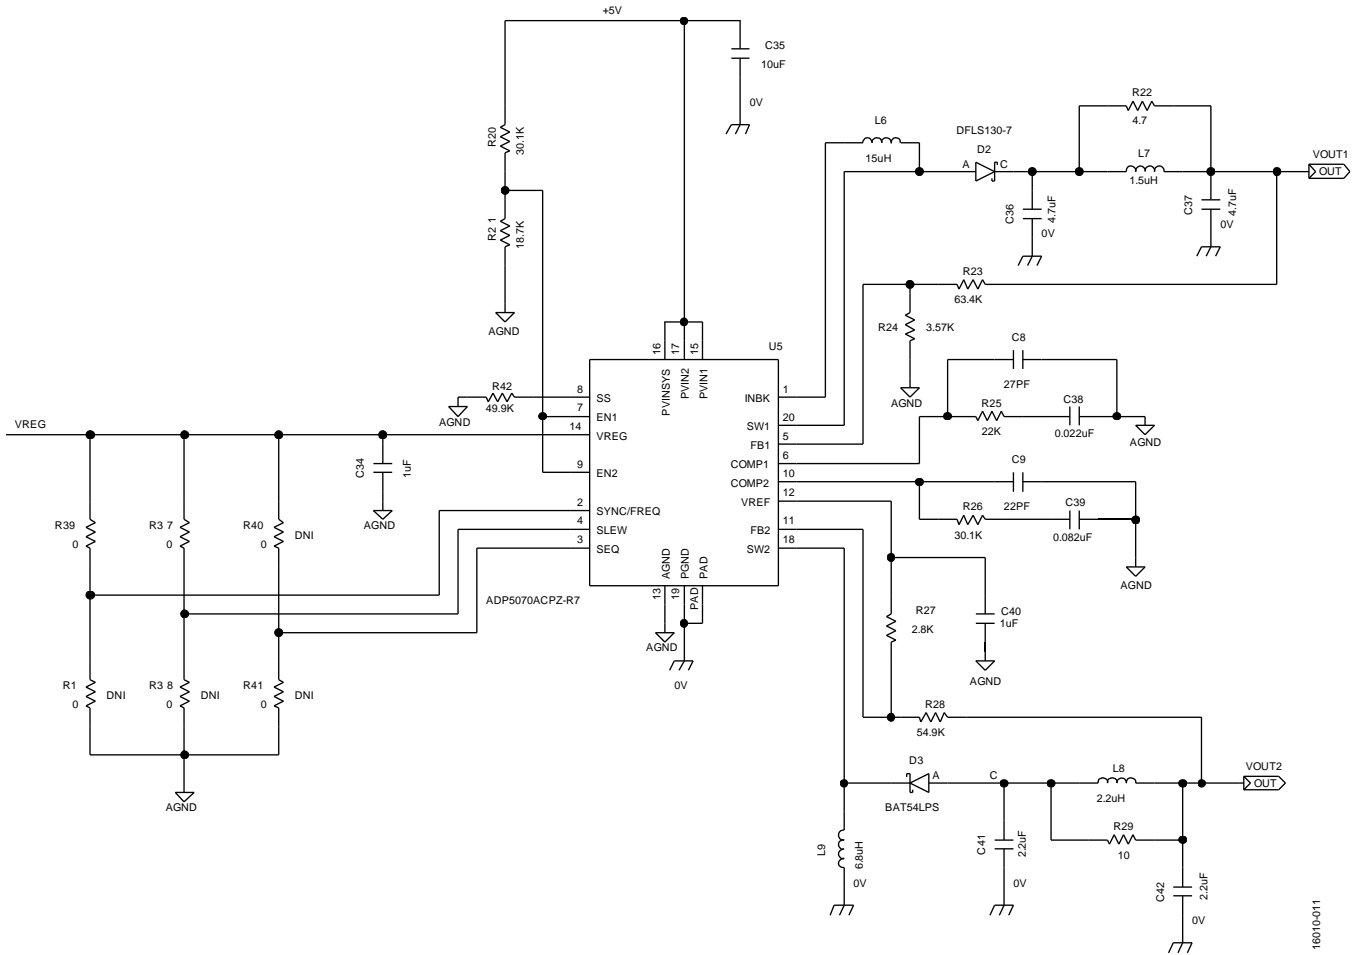 +5V
C35
10uF
0V
R20
30.1K
R2 1
18.7K
AGND
L6
15uH
DFLS130-7
D2
A
C
R22
4.7
L7
1.5uH
VOUT1
OUT
C36
4.7uF
0V
C37
4.7uF
0V
R23
63.4K
R24
3.57K
AGND
U5
16
17
15
PVINSYS
PVIN2
PVIN1
C8
27PF
R25
22K
C38
0.022uF
AGND
R42
49.9K
AGND
8
SS
7
EN1
14
VREG
9
EN2
2
SYNC/FREQ
4
SLEW
3
SEQ
INBK
1
SW1
20
FB1
5
COMP1
6
COMP2
10
VREF
12
FB2
11
SW2
18
VREG
C34
1uF
AGND
C9
22PF
R26
30.1K
C39
0.082uF
AGND
R39
0
R3 7
0
R40
0
DNI
AGND
PGND
PAD
13
19
PAD
ADP5070ACPZ-R7
AGND
0V
R27
2.8K
C40
1uF
AGND
R1
0
DNI
R3 8
0
DNI
R41
0
DNI
AGND
R28
54.9K
D3
A
C
BAT54LPS
L8
2.2uH
VOUT2
OUT
R29
10
L9
6.8uH
0V
C41
2.2uF
0V
C42
2.2uF
0V
16010-011